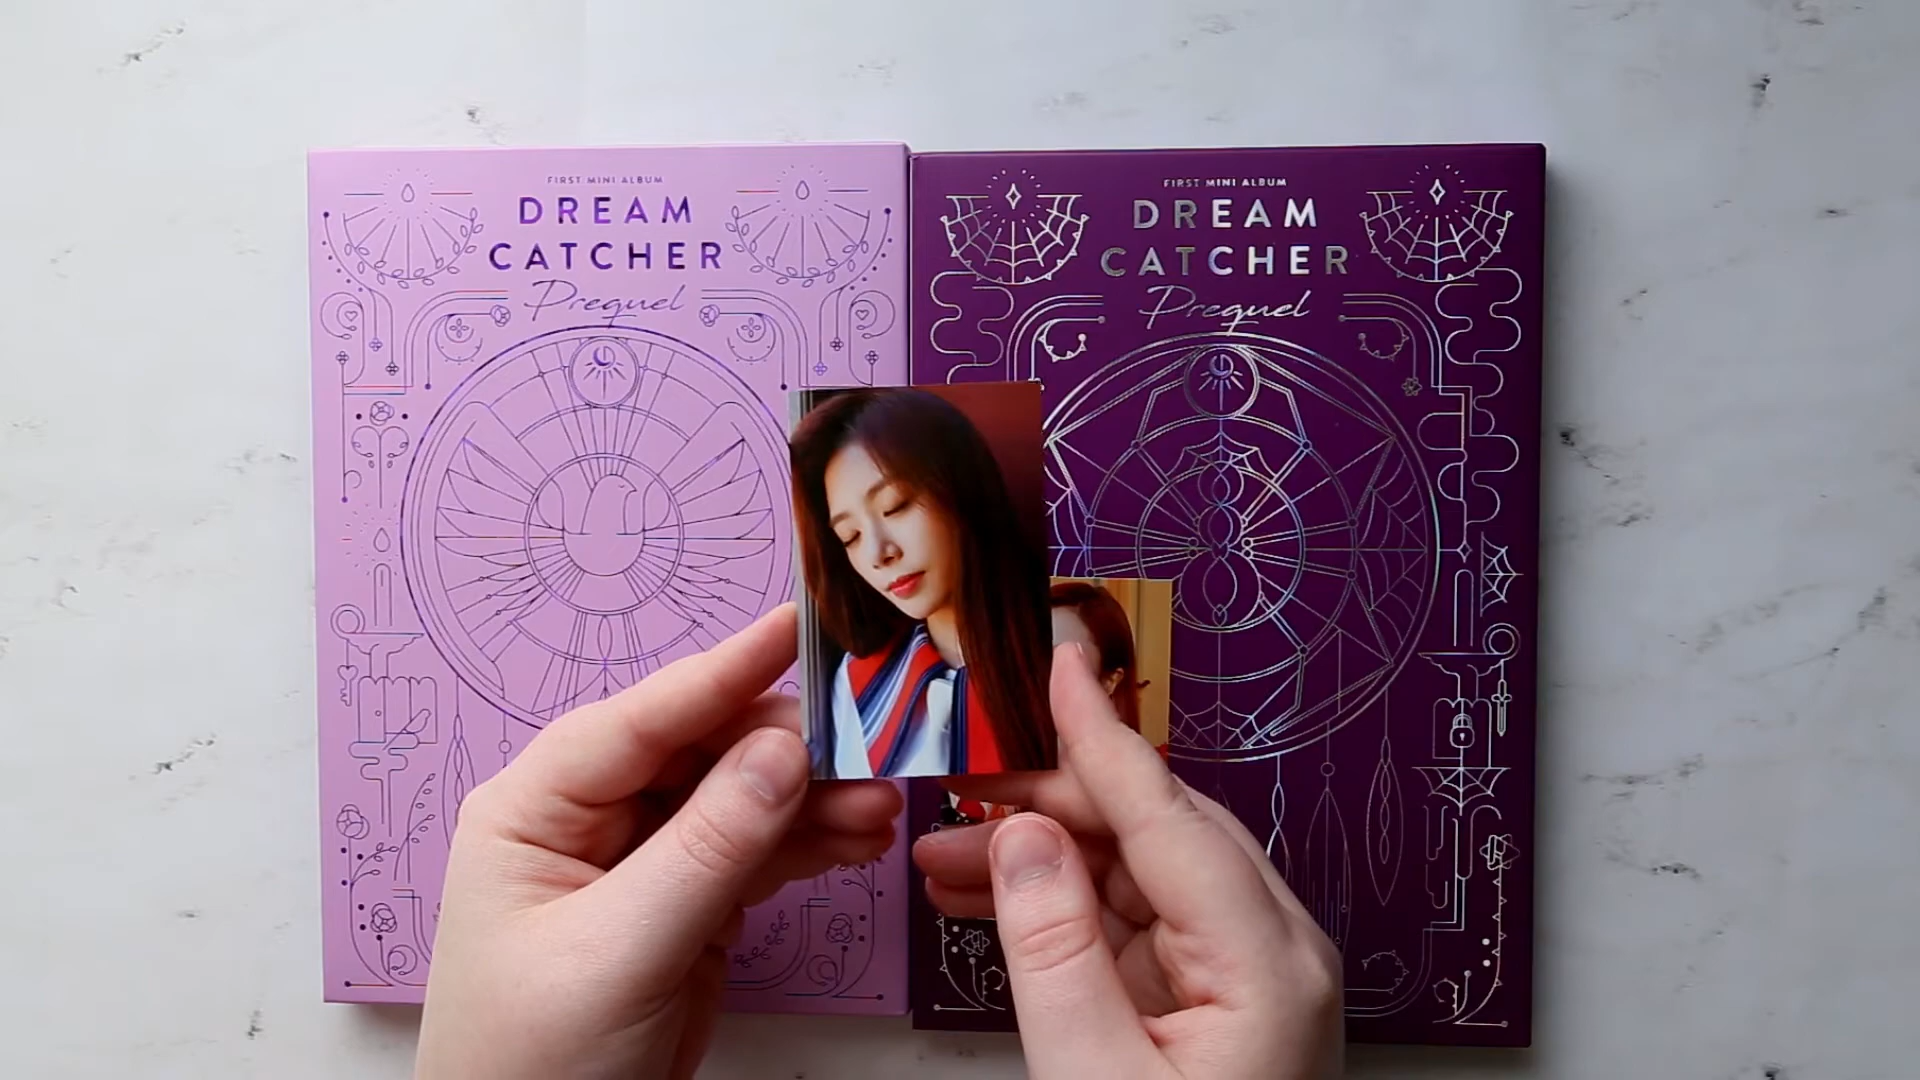 FIRST MINI ALBUM
DREAM
CATCHER
Prequel
FIRST MINI ALBUM
DREAM
CATCHER
Prequel